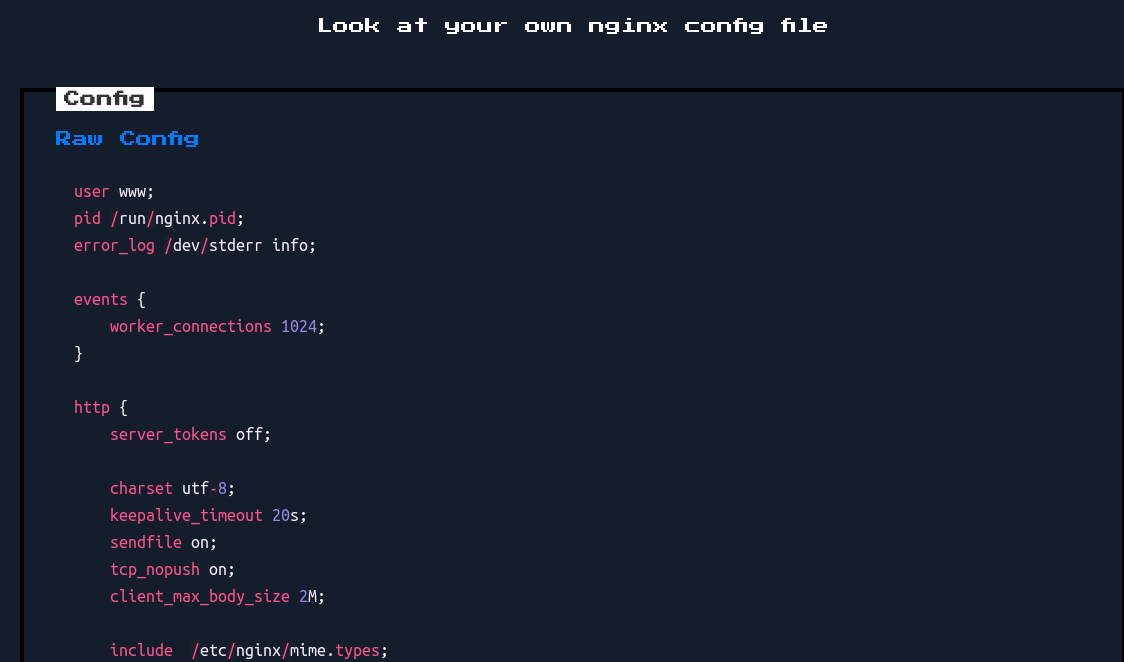 Look at your own nginx config file
Config
Raw Config
user www;
pid /run/nginx.pid;
error_log /dev/stderr info;
events {
    worker_connections 1024;
}
http {
    server_tokens off;
    charset utf-8;
    keepalive_timeout 20s;
    sendfile on;
    tcp_nopush on;
    client_max_body_size 2M;
    include  /etc/nginx/mime.types;